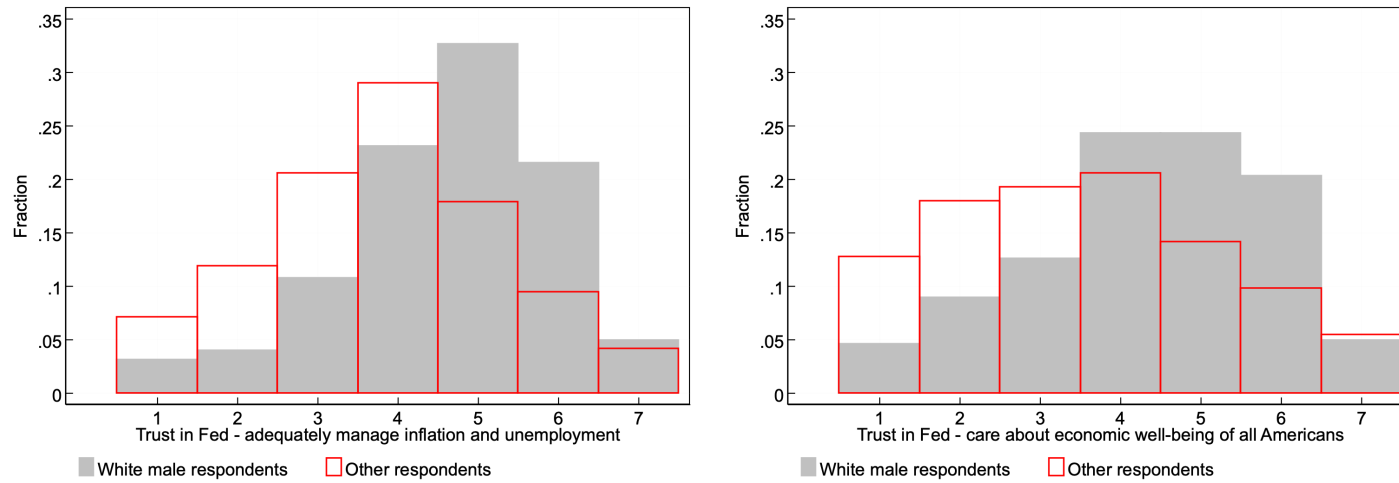 .35
.3
.25
.2
.15
.1
.05
0
Fraction
1 2 3 4 5 6 7
Trust in Fed - adequately manage inflation and unemployment
White male respondents Other respondents
.35
.3
.25
.2
.15
.1
.05
0
Fraction
1 2 3 4 5 6 7
Trust in Fed - care about economic well-being of all Americans
White male respondents Other respondents